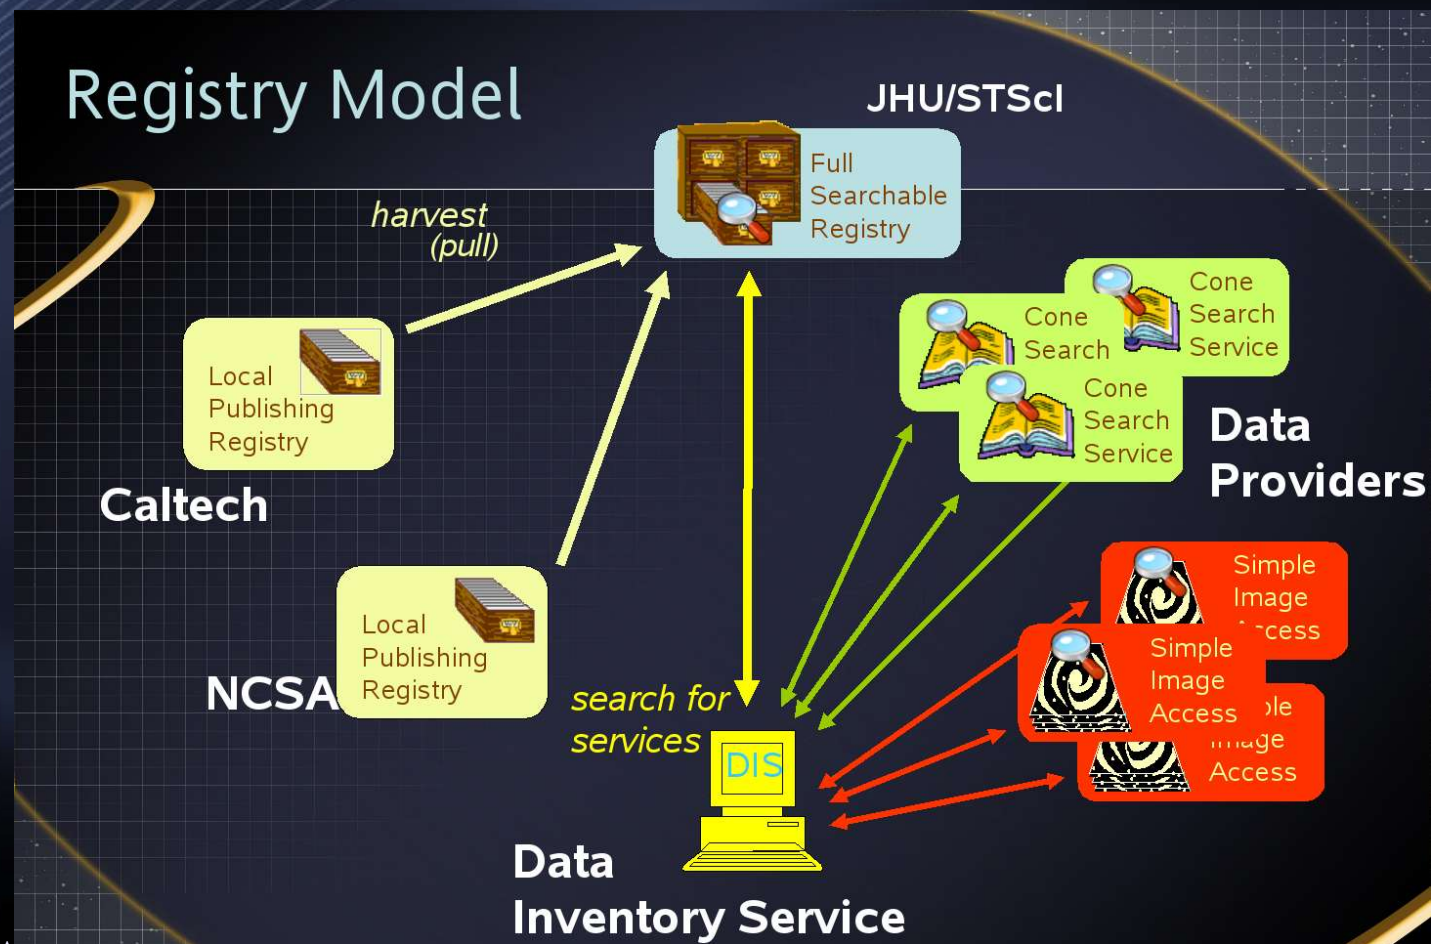 Registry Model
JHU/STScI
Full
Searchable
Registry
harvest
(pull)
Cone
Search
Service
Cone
Search
Cone
Search
Service
Local
Publishing
Registry
Data
Providers
Caltech
Simple
Image
Access
Local
Publishing
Registry
NCSA
Simple
Image
Access
Image
Access
search for
services
DIS
Data
Inventory Service